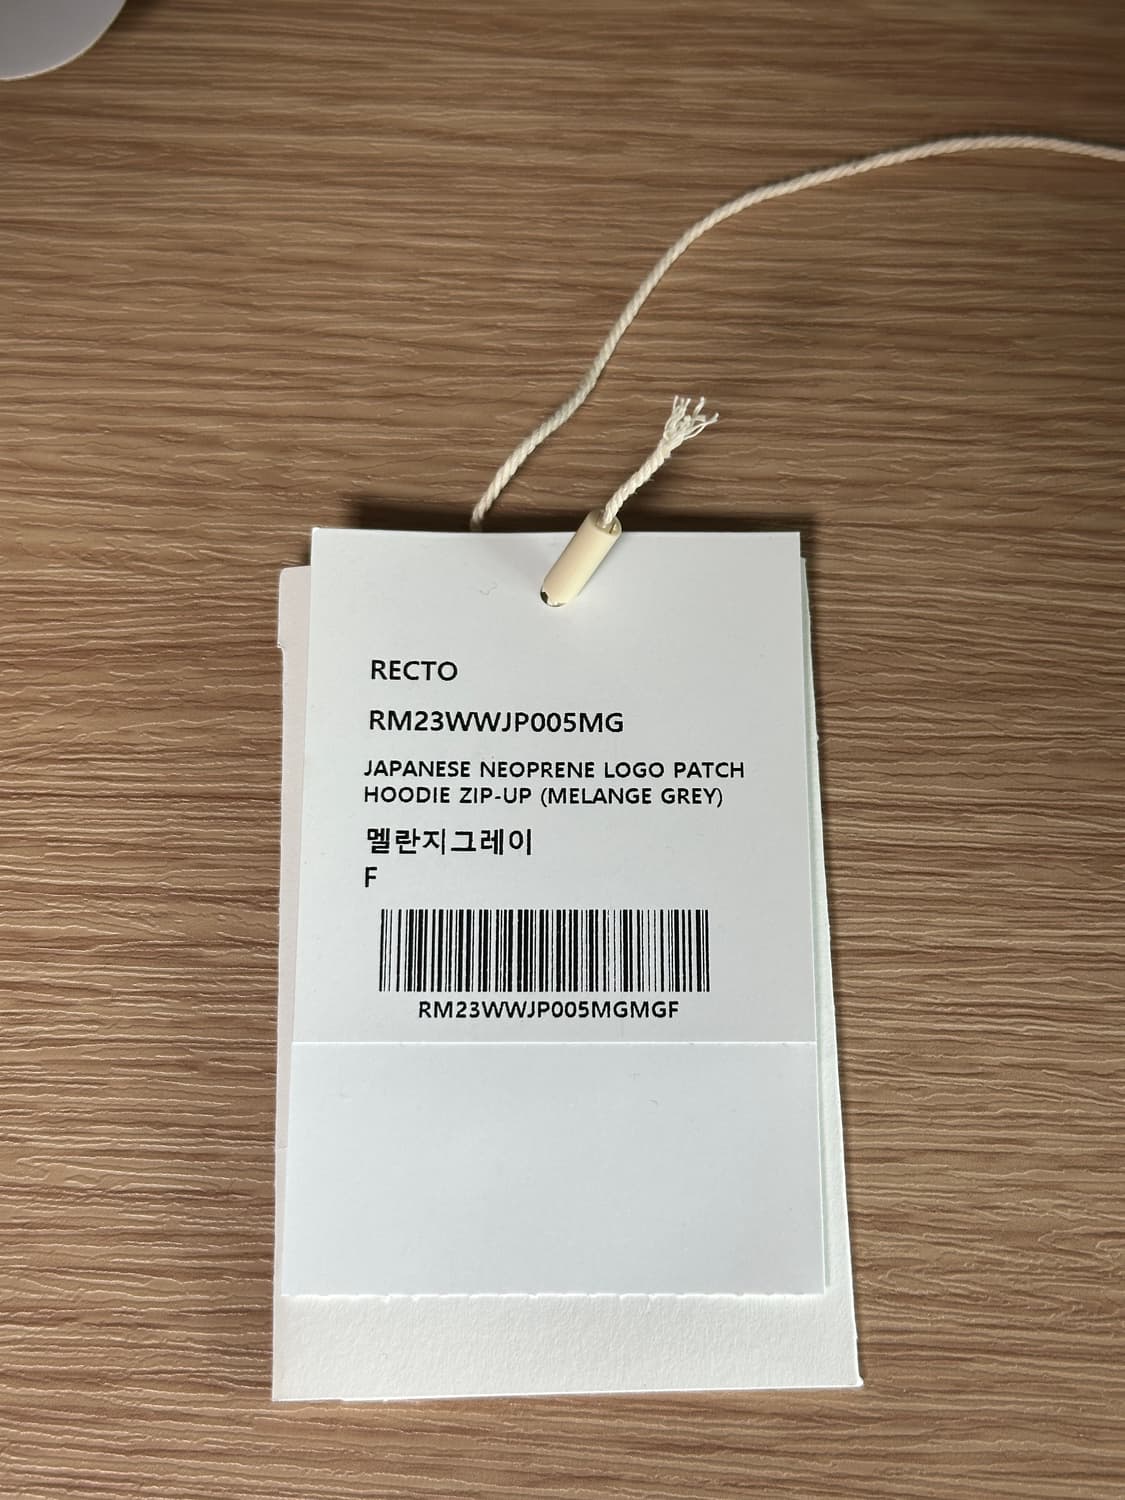 RECTO
RM23WWJP005MG
JAPANESE NEOPRENE LOGO PATCH
HOODIE ZIP-UP (MELANGE GREY)
멜란지그레이
F
RM23WWJP005MGMGF